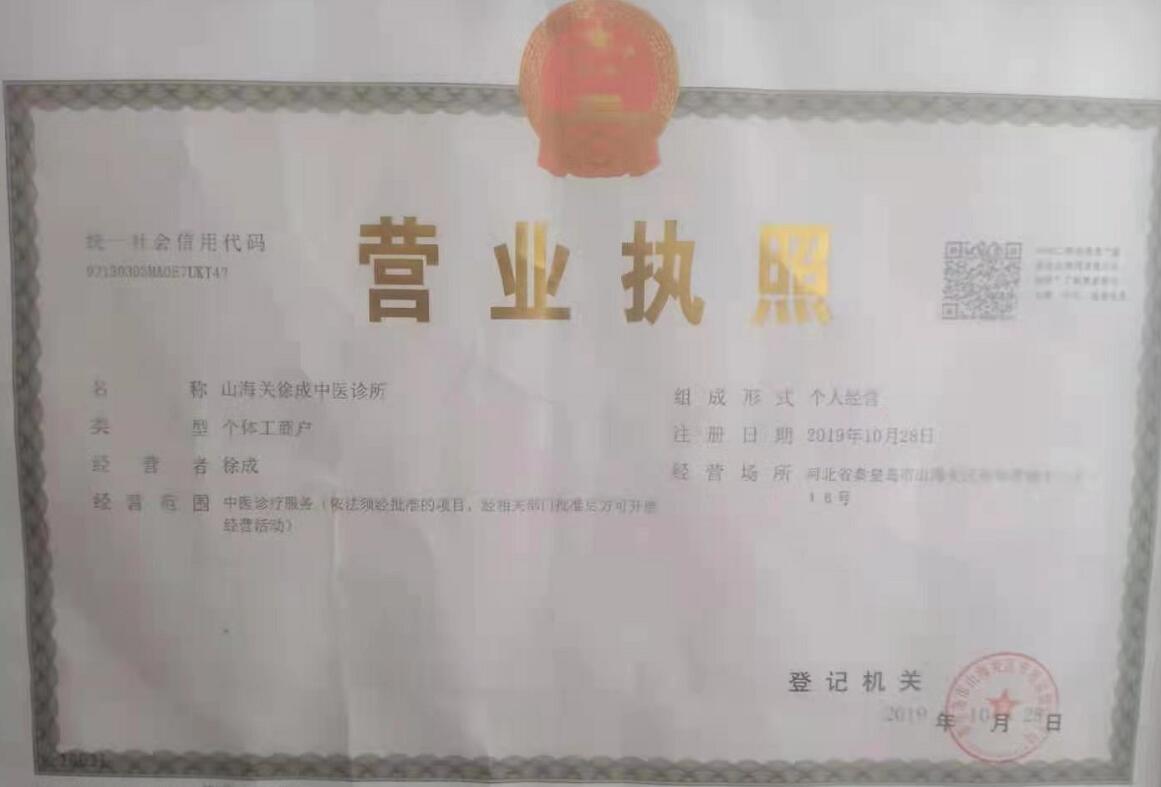 营业执照
统一社会信用代码
92130303MA0E7UKT47
名称 山海关徐成中医诊所
类型 个体工商户
经营者 徐成
经营范围 中医诊疗服务（依法须经批准的项目，经相关部门批准后方可开展
经营活动）
组成形式 个人经营
注册日期 2019年10月28日
经营场所 河北省秦皇岛市山海关区
16号
登记机关
2019 年 10 月 28 日